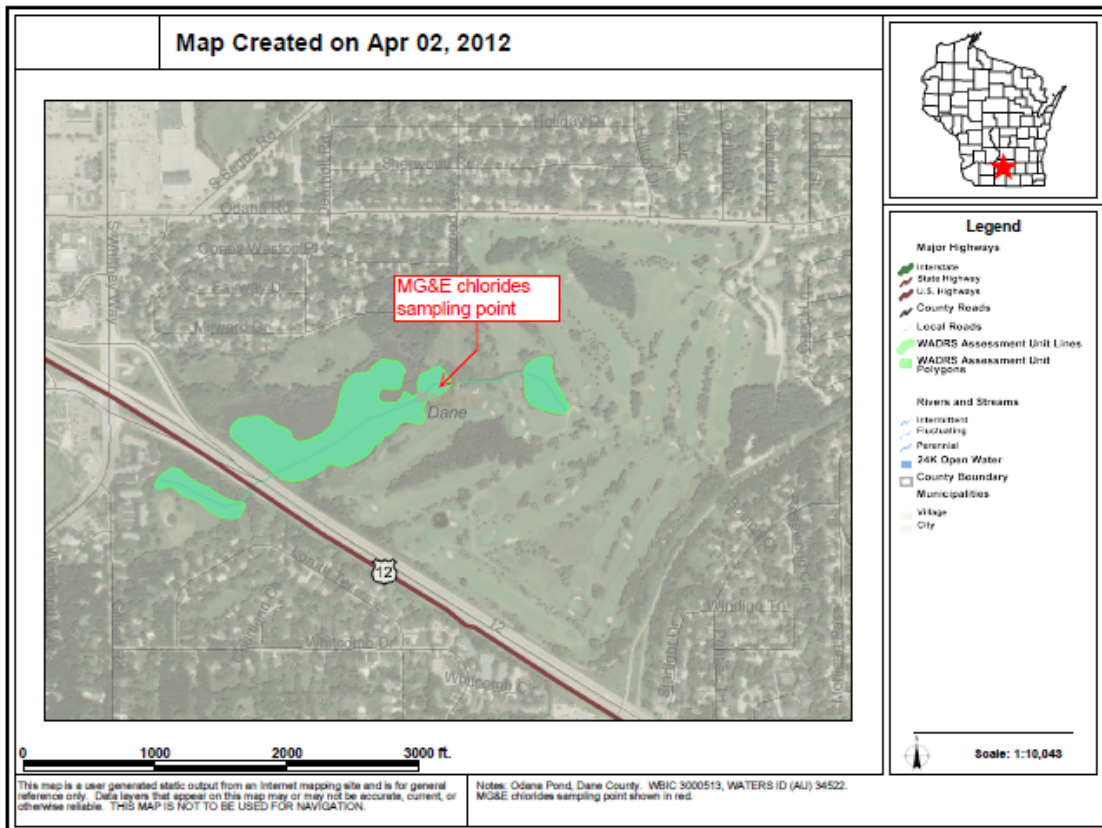 Map Created on Apr 02, 2012
Holiday Dr
Sherwood Rd
S Segoe Rd
Odana Rd
S Whitney Way
Milward Dr
MG&E chlorides
sampling point
Dane
12
12
Whitcomb Dr
Whitcomb Cir
Windigo Trl
0 1000 2000 3000 ft.
Legend
Major Highways
Interstate
State Highway
U.S. Highways
County Roads
Local Roads
WADRS Assessment Unit Lines
WADRS Assessment Unit
Polygons
Rivers and Streams
Intermittent
Fluctuating
Perennial
24K Open Water
County Boundary
Municipalities
Village
City
Scale: 1:10,043
This map is a user generated static output from an Internet mapping site and is for general
reference only. Data layers that appear on this map may or may not be accurate, current, or
otherwise reliable. THIS MAP IS NOT TO BE USED FOR NAVIGATION.
Notes: Odana Pond, Dane County. WBIC 3000513, WATERS ID (AU) 34522.
MG&E chlorides sampling point shown in red.